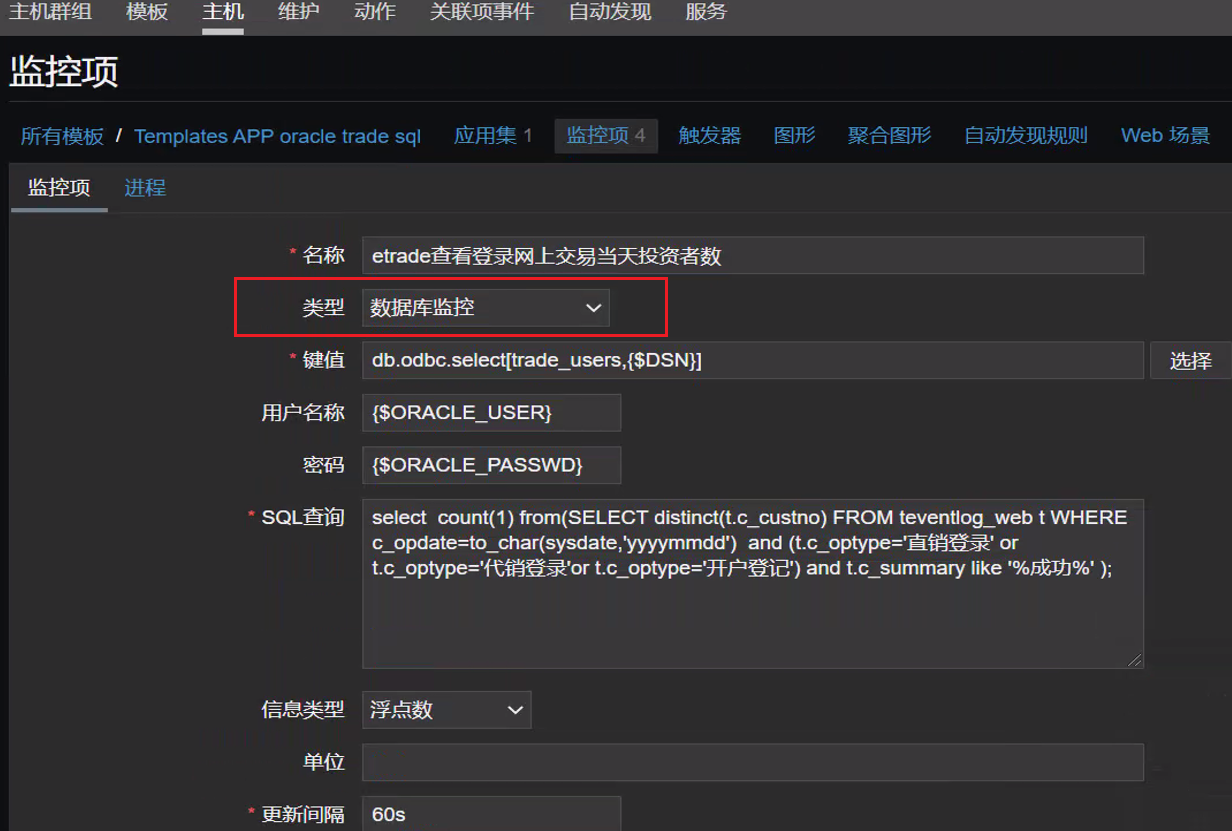 主机群组 模板 主机 维护 动作 关联项事件 自动发现 服务
监控项
所有模板 / Templates APP oracle trade sql 应用集 1 监控项 4 触发器 图形 聚合图形 自动发现规则 Web 场景
监控项 进程
* 名称 etrade查看登录网上交易当天投资者数
类型 数据库监控
* 键值 db.odbc.select[trade_users,{$DSN}] 选择
用户名称 {$ORACLE_USER}
密码 {$ORACLE_PASSWD}
* SQL查询 select  count(1) from(SELECT distinct(t.c_custno) FROM teventlog_web t WHERE
c_opdate=to_char(sysdate,'yyyymmdd')  and (t.c_optype='直销登录' or
t.c_optype='代销登录'or t.c_optype='开户登记') and t.c_summary like '%成功%' );
信息类型 浮点数
单位
* 更新间隔 60s